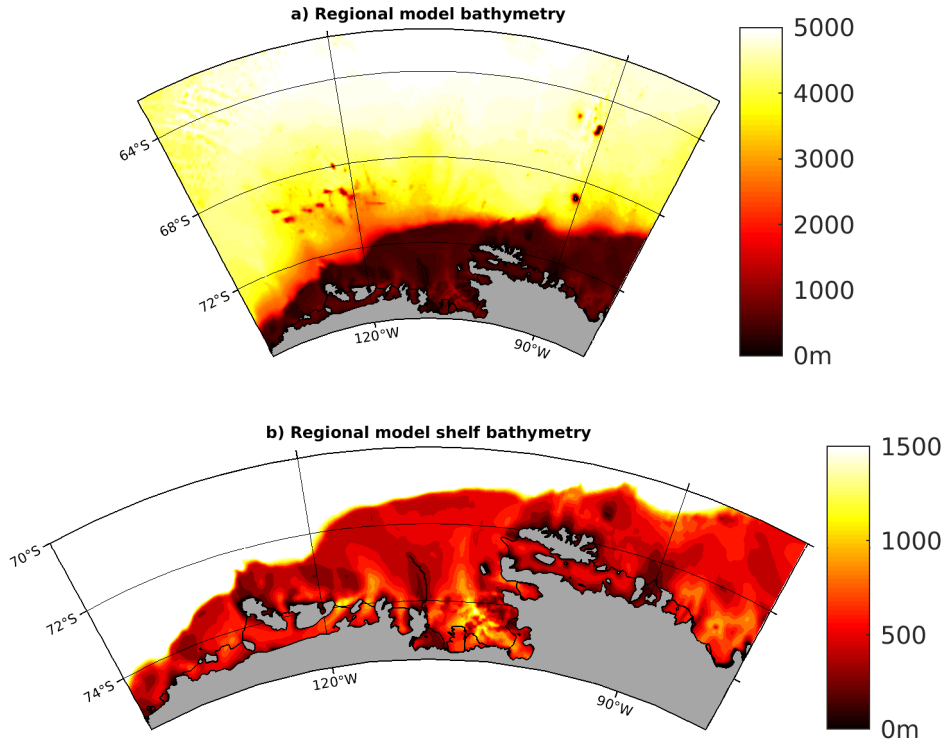 a) Regional model bathymetry
5000
4000
3000
2000
1000
0m
64°S
68°S
72°S
120°W
90°W
b) Regional model shelf bathymetry
1500
1000
500
0m
70°S
72°S
74°S
120°W
90°W